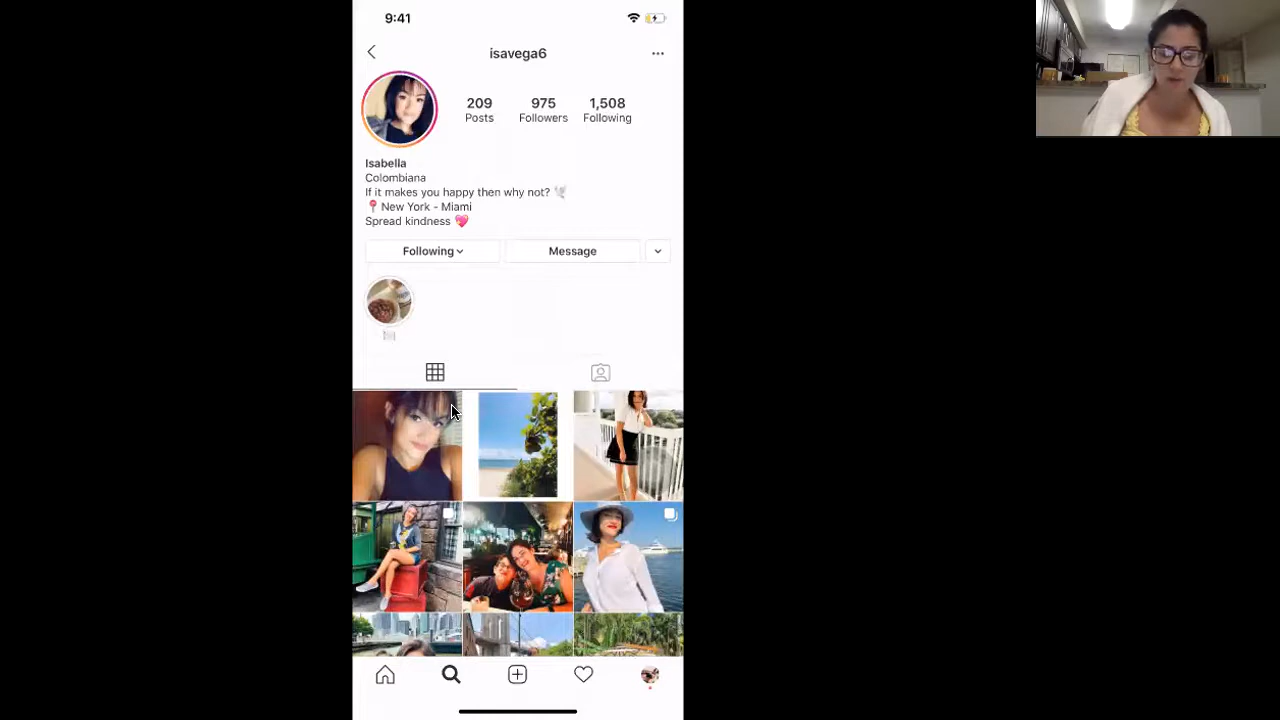 9:41
isavega6
209 975 1,508
Posts Followers Following
Isabella
Colombiana
If it makes you happy then why not? 🕊️
📍New York - Miami
Spread kindness 💖
Following Message